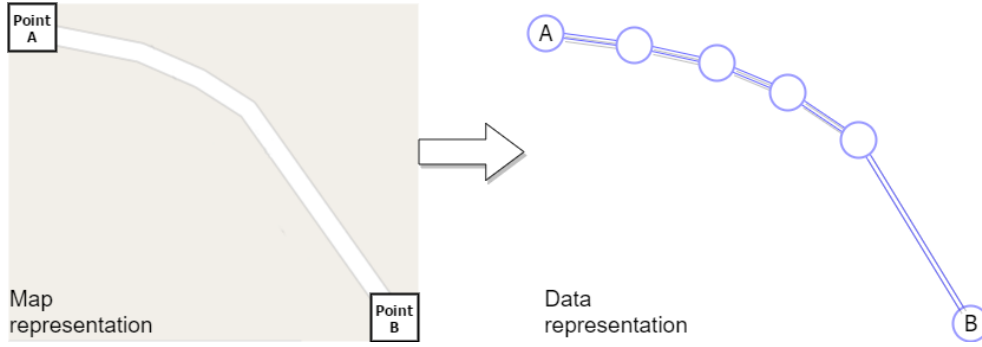 Point
A
Map
representation
Point
B
A
B
Data
representation